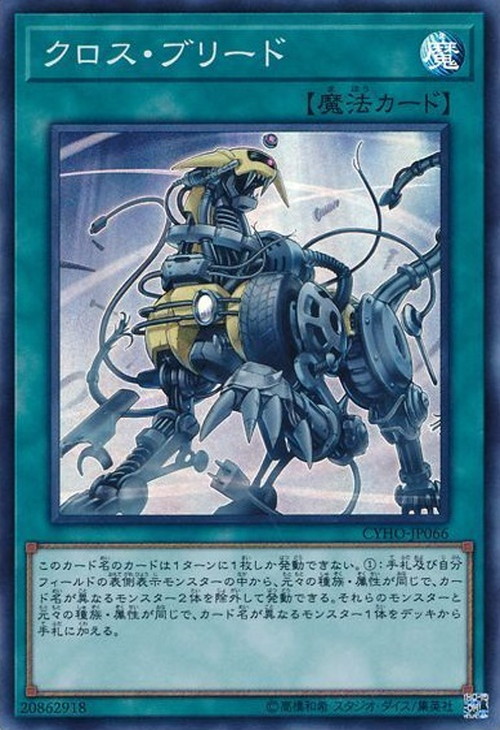 クロス・ブリード
魔
【魔法カード】
CYHO-JP066
このカード名のカードは1ターンに1枚しか発動できない。①:手札及び自分
フィールドの表側表示モンスターの中から、元々の種族・属性が同じで、カー
ド名が異なるモンスター2体を除外して発動できる。それらのモンスターと
元々の種族・属性が同じで、カード名が異なるモンスター1体をデッキから
手札に加える。
20862918
©高橋和希 スタジオ・ダイス/集英社